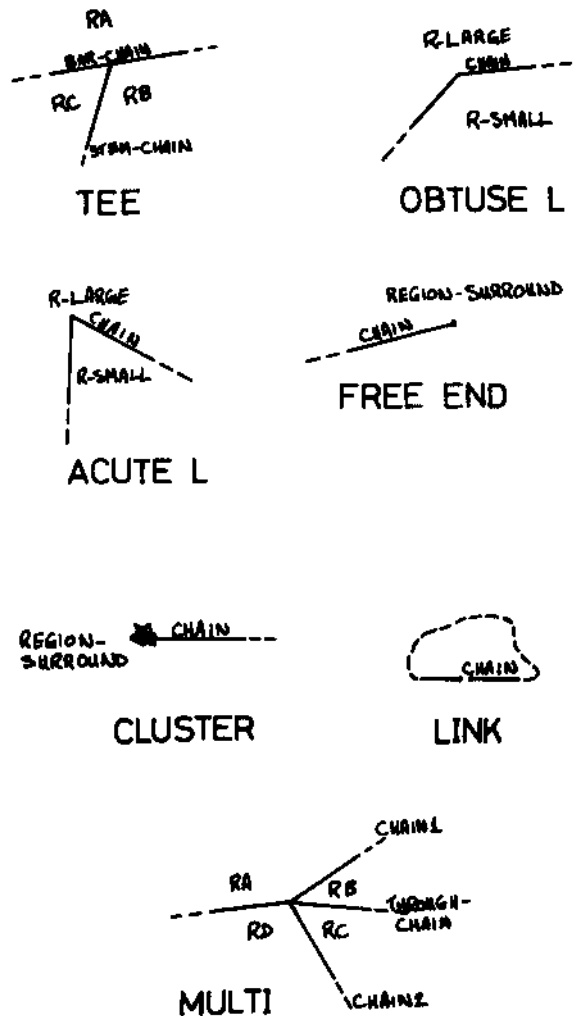 RA
BAR-CHAIN
RC
RB
STEM-CHAIN
TEE
R-LARGE
CHAIN
R-SMALL
OBTUSE L
R-LARGE
CHAIN
R-SMALL
ACUTE L
REGION-SURROUND
CHAIN
FREE END
REGION-
SURROUND
CHAIN
CLUSTER
CHAIN
LINK
CHAIN1
RA
RB
THROUGH-
CHAIN
RD
RC
CHAIN2
MULTI